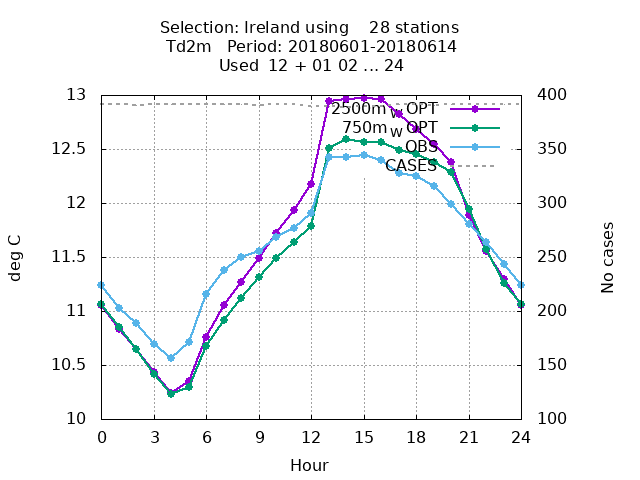 Selection: Ireland using 28 stations
Td2m Period: 20180601-20180614
Used 12 + 01 02 ... 24
13 400
2500m w OPT
750m w OPT
12.5 OBS 350
CASES
12 300
11.5 250
deg C
No cases
11 200
10.5 150
10 100
0 3 6 9 12 15 18 21 24
Hour